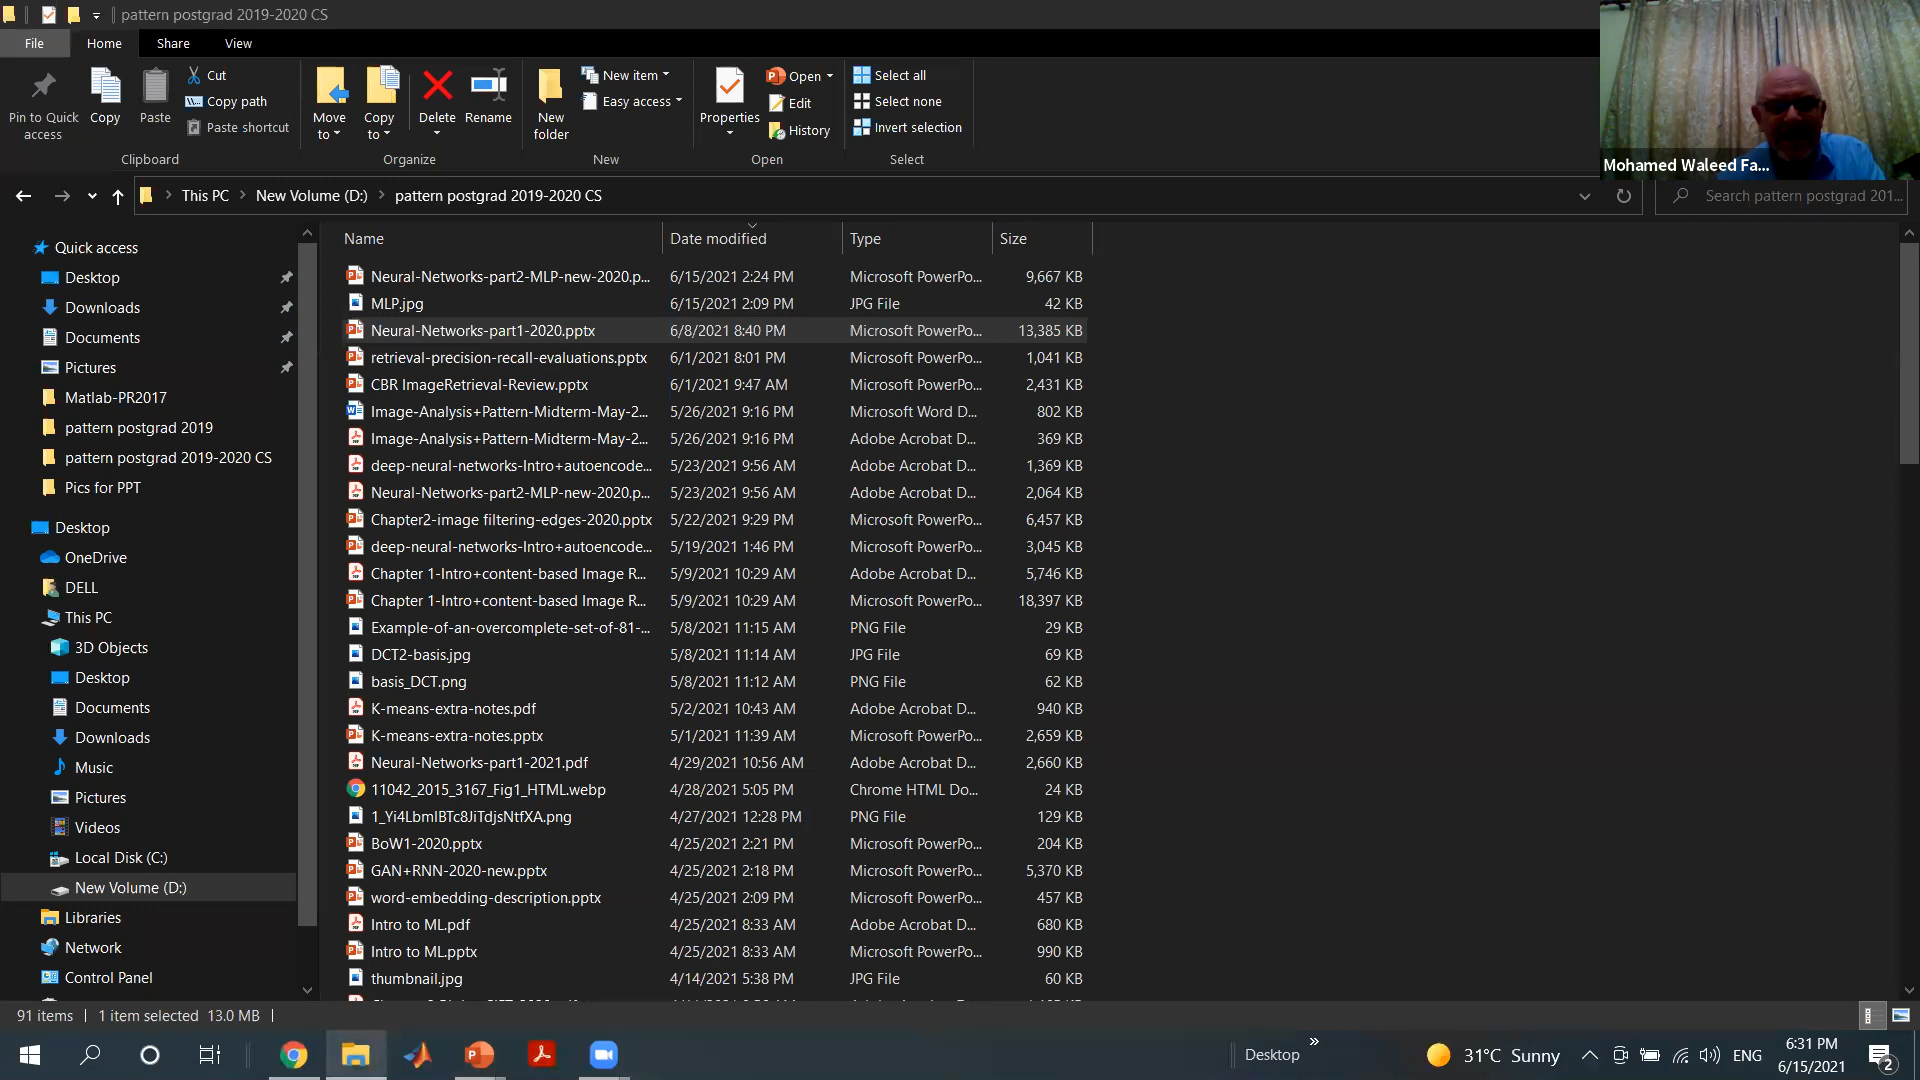 pattern postgrad 2019-2020 CS
File Home Share View
Pin to Quick access
Copy
Paste
Cut
Copy path
Paste shortcut
Clipboard
Move to
Copy to
Delete
Rename
Organize
New folder
New item
Easy access
New
Properties
Open
Edit
History
Open
Select all
Select none
Invert selection
Select
Mohamed Waleed Fa...
This PC New Volume (D:) pattern postgrad 2019-2020 CS
Search pattern postgrad 201...
Quick access
Desktop
Downloads
Documents
Pictures
Matlab-PR2017
pattern postgrad 2019
pattern postgrad 2019-2020 CS
Pics for PPT
Desktop
OneDrive
DELL
This PC
3D Objects
Desktop
Documents
Downloads
Music
Pictures
Videos
Local Disk (C:)
New Volume (D:)
Libraries
Network
Control Panel
Name Date modified Type Size
Neural-Networks-part2-MLP-new-2020.p... 6/15/2021 2:24 PM Microsoft PowerPo... 9,667 KB
MLP.jpg 6/15/2021 2:09 PM JPG File 42 KB
Neural-Networks-part1-2020.pptx 6/8/2021 8:40 PM Microsoft PowerPo... 13,385 KB
retrieval-precision-recall-evaluations.pptx 6/1/2021 8:01 PM Microsoft PowerPo... 1,041 KB
CBR ImageRetrieval-Review.pptx 6/1/2021 9:47 AM Microsoft PowerPo... 2,431 KB
Image-Analysis+Pattern-Midterm-May-2... 5/26/2021 9:16 PM Microsoft Word D... 802 KB
Image-Analysis+Pattern-Midterm-May-2... 5/26/2021 9:16 PM Adobe Acrobat D... 369 KB
deep-neural-networks-Intro+autoencode... 5/23/2021 9:56 AM Adobe Acrobat D... 1,369 KB
Neural-Networks-part2-MLP-new-2020.p... 5/23/2021 9:56 AM Adobe Acrobat D... 2,064 KB
Chapter2-image filtering-edges-2020.pptx 5/22/2021 9:29 PM Microsoft PowerPo... 6,457 KB
deep-neural-networks-Intro+autoencode... 5/19/2021 1:46 PM Microsoft PowerPo... 3,045 KB
Chapter 1-Intro+content-based Image R... 5/9/2021 10:29 AM Adobe Acrobat D... 5,746 KB
Chapter 1-Intro+content-based Image R... 5/9/2021 10:29 AM Microsoft PowerPo... 18,397 KB
Example-of-an-overcomplete-set-of-81-... 5/8/2021 11:15 AM PNG File 29 KB
DCT2-basis.jpg 5/8/2021 11:14 AM JPG File 69 KB
basis_DCT.png 5/8/2021 11:12 AM PNG File 62 KB
K-means-extra-notes.pdf 5/2/2021 10:43 AM Adobe Acrobat D... 940 KB
K-means-extra-notes.pptx 5/1/2021 11:39 AM Microsoft PowerPo... 2,659 KB
Neural-Networks-part1-2021.pdf 4/29/2021 10:56 AM Adobe Acrobat D... 2,660 KB
11042_2015_3167_Fig1_HTML.webp 4/28/2021 5:05 PM Chrome HTML Do... 24 KB
1_Yi4LbmIBTc8JiTdjsNtfXA.png 4/27/2021 12:28 PM PNG File 129 KB
BoW1-2020.pptx 4/25/2021 2:21 PM Microsoft PowerPo... 204 KB
GAN+RNN-2020-new.pptx 4/25/2021 2:18 PM Microsoft PowerPo... 5,370 KB
word-embedding-description.pptx 4/25/2021 2:09 PM Microsoft PowerPo... 457 KB
Intro to ML.pdf 4/25/2021 8:33 AM Adobe Acrobat D... 680 KB
Intro to ML.pptx 4/25/2021 8:33 AM Microsoft PowerPo... 990 KB
thumbnail.jpg 4/14/2021 5:38 PM JPG File 60 KB
91 items 1 item selected 13.0 MB
Desktop
31°C Sunny
ENG
6:31 PM
6/15/2021
2